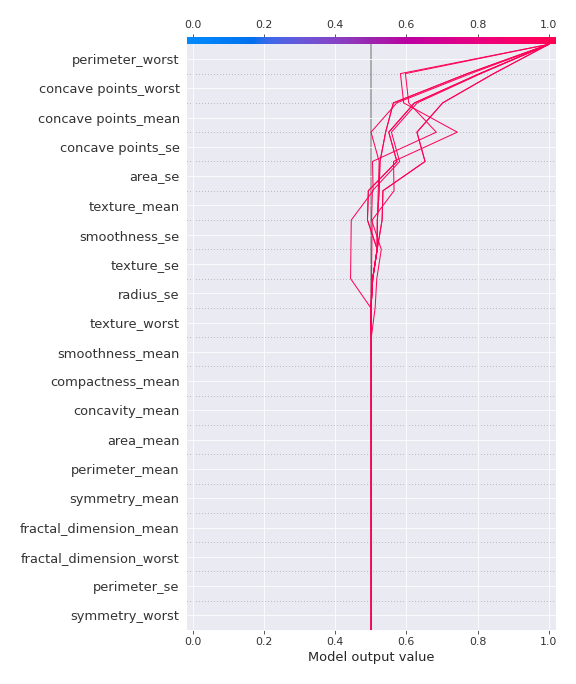 0.0 0.2 0.4 0.6 0.8 1.0
perimeter_worst
concave points_worst
concave points_mean
concave points_se
area_se
texture_mean
smoothness_se
texture_se
radius_se
texture_worst
smoothness_mean
compactness_mean
concavity_mean
area_mean
perimeter_mean
symmetry_mean
fractal_dimension_mean
fractal_dimension_worst
perimeter_se
symmetry_worst
0.0 0.2 0.4 0.6 0.8 1.0
Model output value